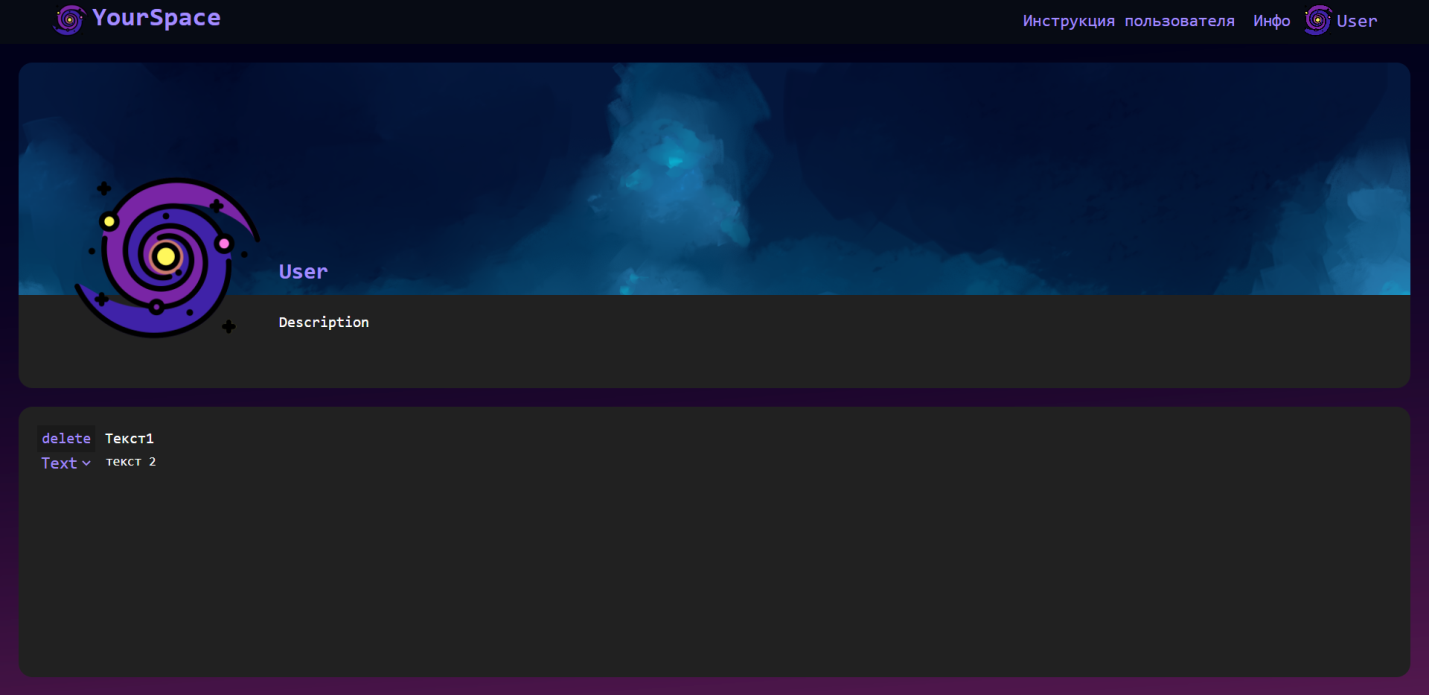 YourSpace
Инструкция пользователя Инфо User
User
Description
delete Текст1
Text текст 2